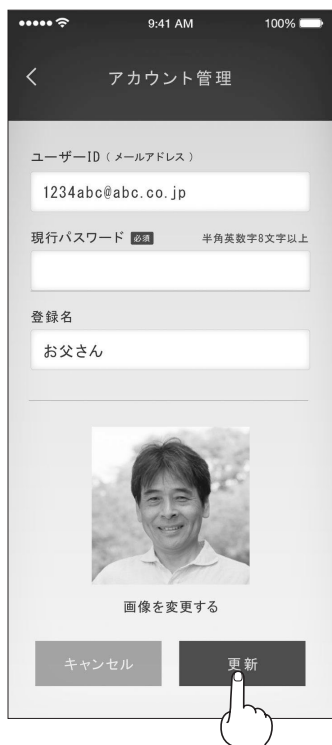 9:41 AM 100%
アカウント管理
ユーザーID（メールアドレス）
1234abc@abc.co.jp
現行パスワード 必須 半角英数字8文字以上
登録名
お父さん
画像を変更する
キャンセル 更新